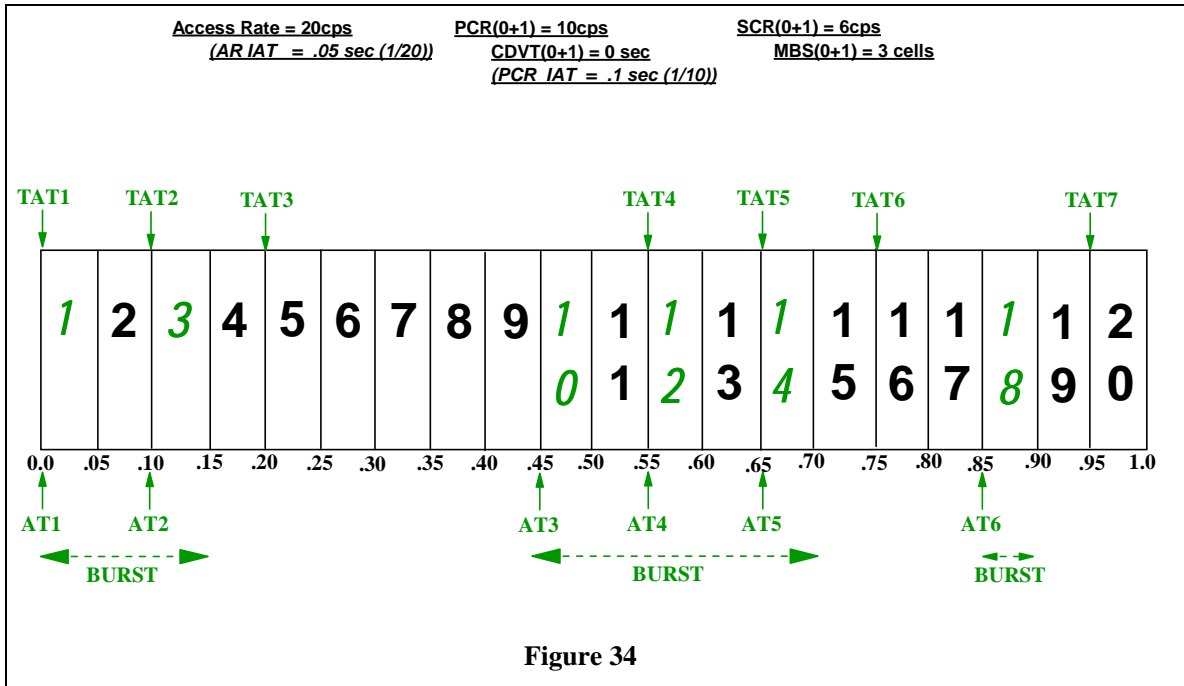 Access Rate = 20cps PCR(0+1) = 10cps SCR(0+1) = 6cps
(AR IAT = .05 sec (1/20)) CDVT(0+1) = 0 sec MBS(0+1) = 3 cells
(PCR IAT = .1 sec (1/10))
TAT1 TAT2 TAT3 TAT4 TAT5 TAT6 TAT7
1 2 3 4 5 6 7 8 9 10 11 12 13 14 15 16 17 18 19 20
0.0 .05 .10 .15 .20 .25 .30 .35 .40 .45 .50 .55 .60 .65 .70 .75 .80 .85 .90 .95 1.0
AT1 AT2 AT3 AT4 AT5 AT6
BURST BURST BURST
Figure 34